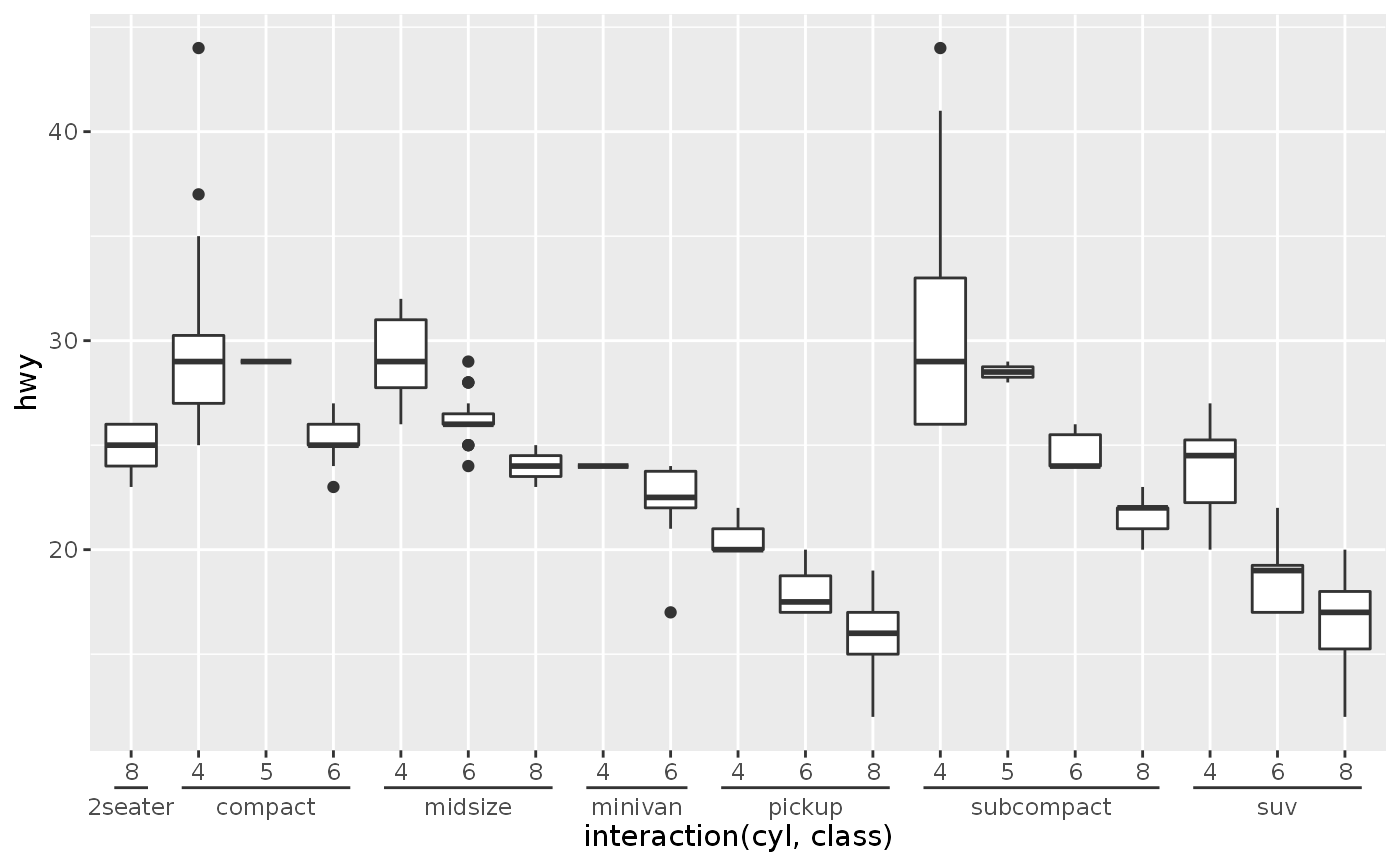 40
30
20
hwy
8 4 5 6 4 6 8 4 6 4 6 8 4 5 6 8 4 6 8
2seater compact midsize minivan pickup subcompact suv
interaction(cyl, class)